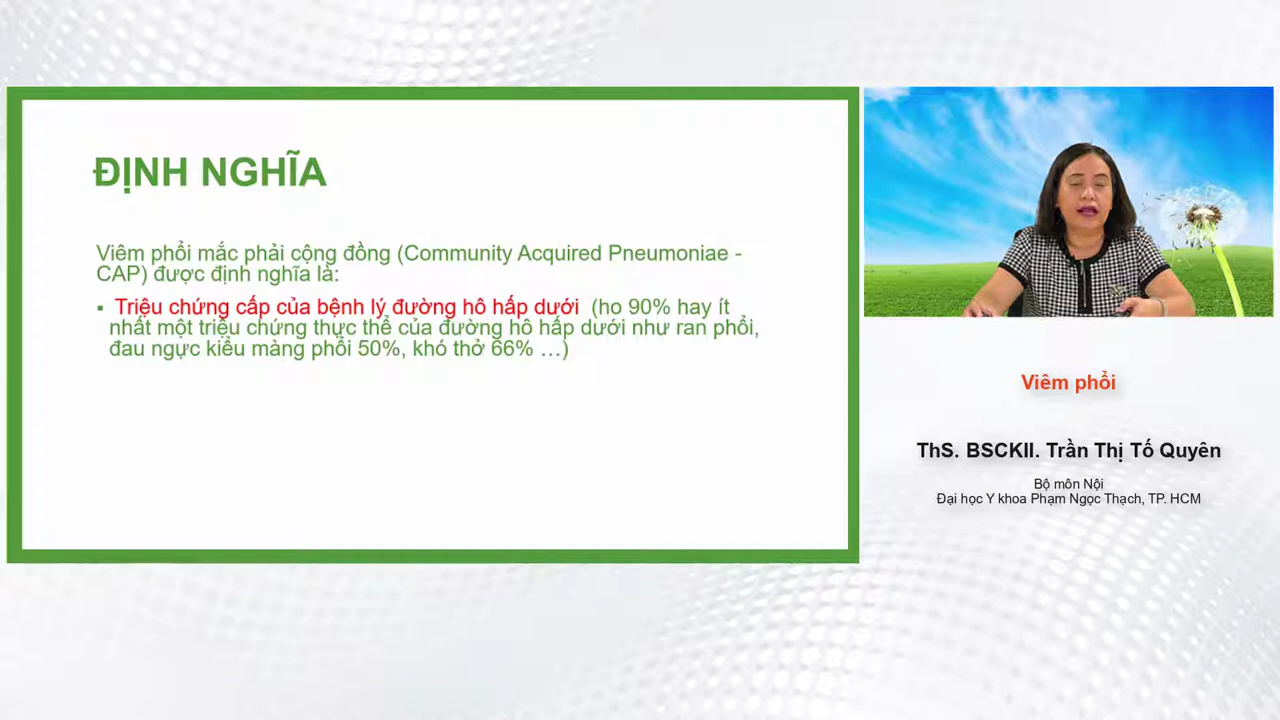 ĐỊNH NGHĨA
Viêm phổi mắc phải cộng đồng (Community Acquired Pneumoniae -
CAP) được định nghĩa là:
▪ Triệu chứng cấp của bệnh lý đường hô hấp dưới (ho 90% hay ít
nhất một triệu chứng thực thể của đường hô hấp dưới như ran phổi,
đau ngực kiểu màng phổi 50%, khó thở 66% …)
Viêm phổi
ThS. BSCKII. Trần Thị Tố Quyên
Bộ môn Nội
Đại học Y khoa Phạm Ngọc Thạch, TP. HCM